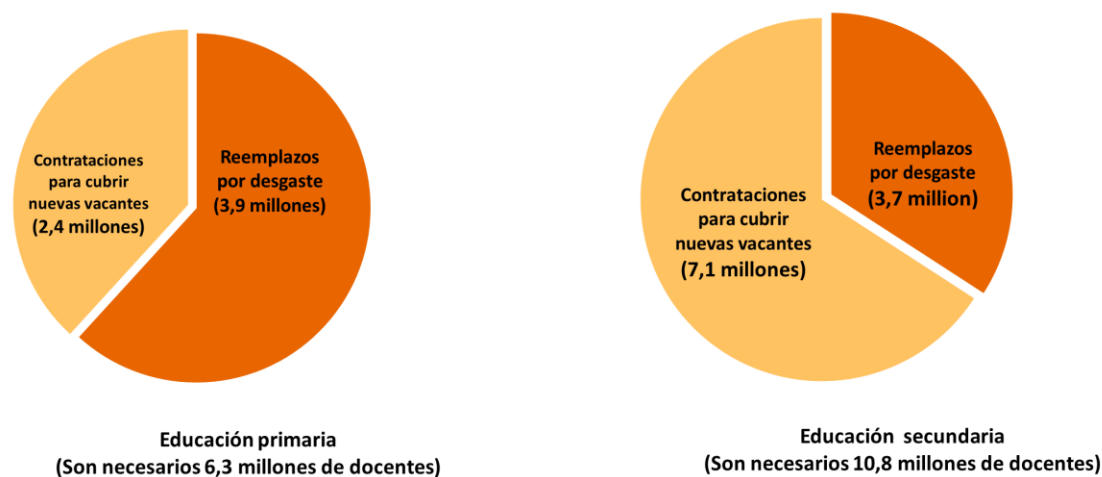 Contrataciones
para cubrir
nuevas vacantes
(2,4 millones)
Reemplazos
por desgaste
(3,9 millones)
Educación primaria
(Son necesarios 6,3 millones de docentes)
Contrataciones
para cubrir
nuevas vacantes
(7,1 millones)
Reemplazos
por desgaste
(3,7 million)
Educación secundaria
(Son necesarios 10,8 millones de docentes)